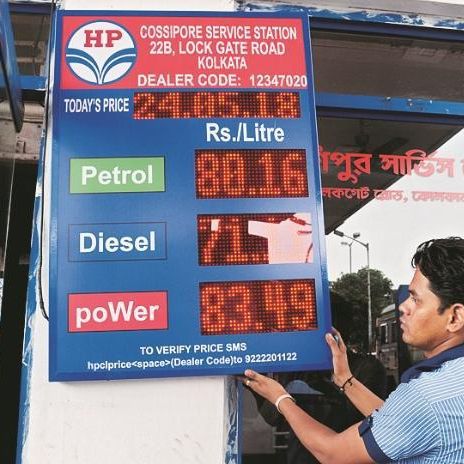 HP
COSSIPORE SERVICE STATION
22B, LOCK GATE ROAD
KOLKATA
DEALER CODE: 12347020
TODAY'S PRICE 24.05.18
Rs./Litre
Petrol 80.16
Diesel
poWer 83.49
TO VERIFY PRICE SMS
hpclprice<space>(Dealer Code)to 9222201122
সার্ভিস
লকগেট রোড,